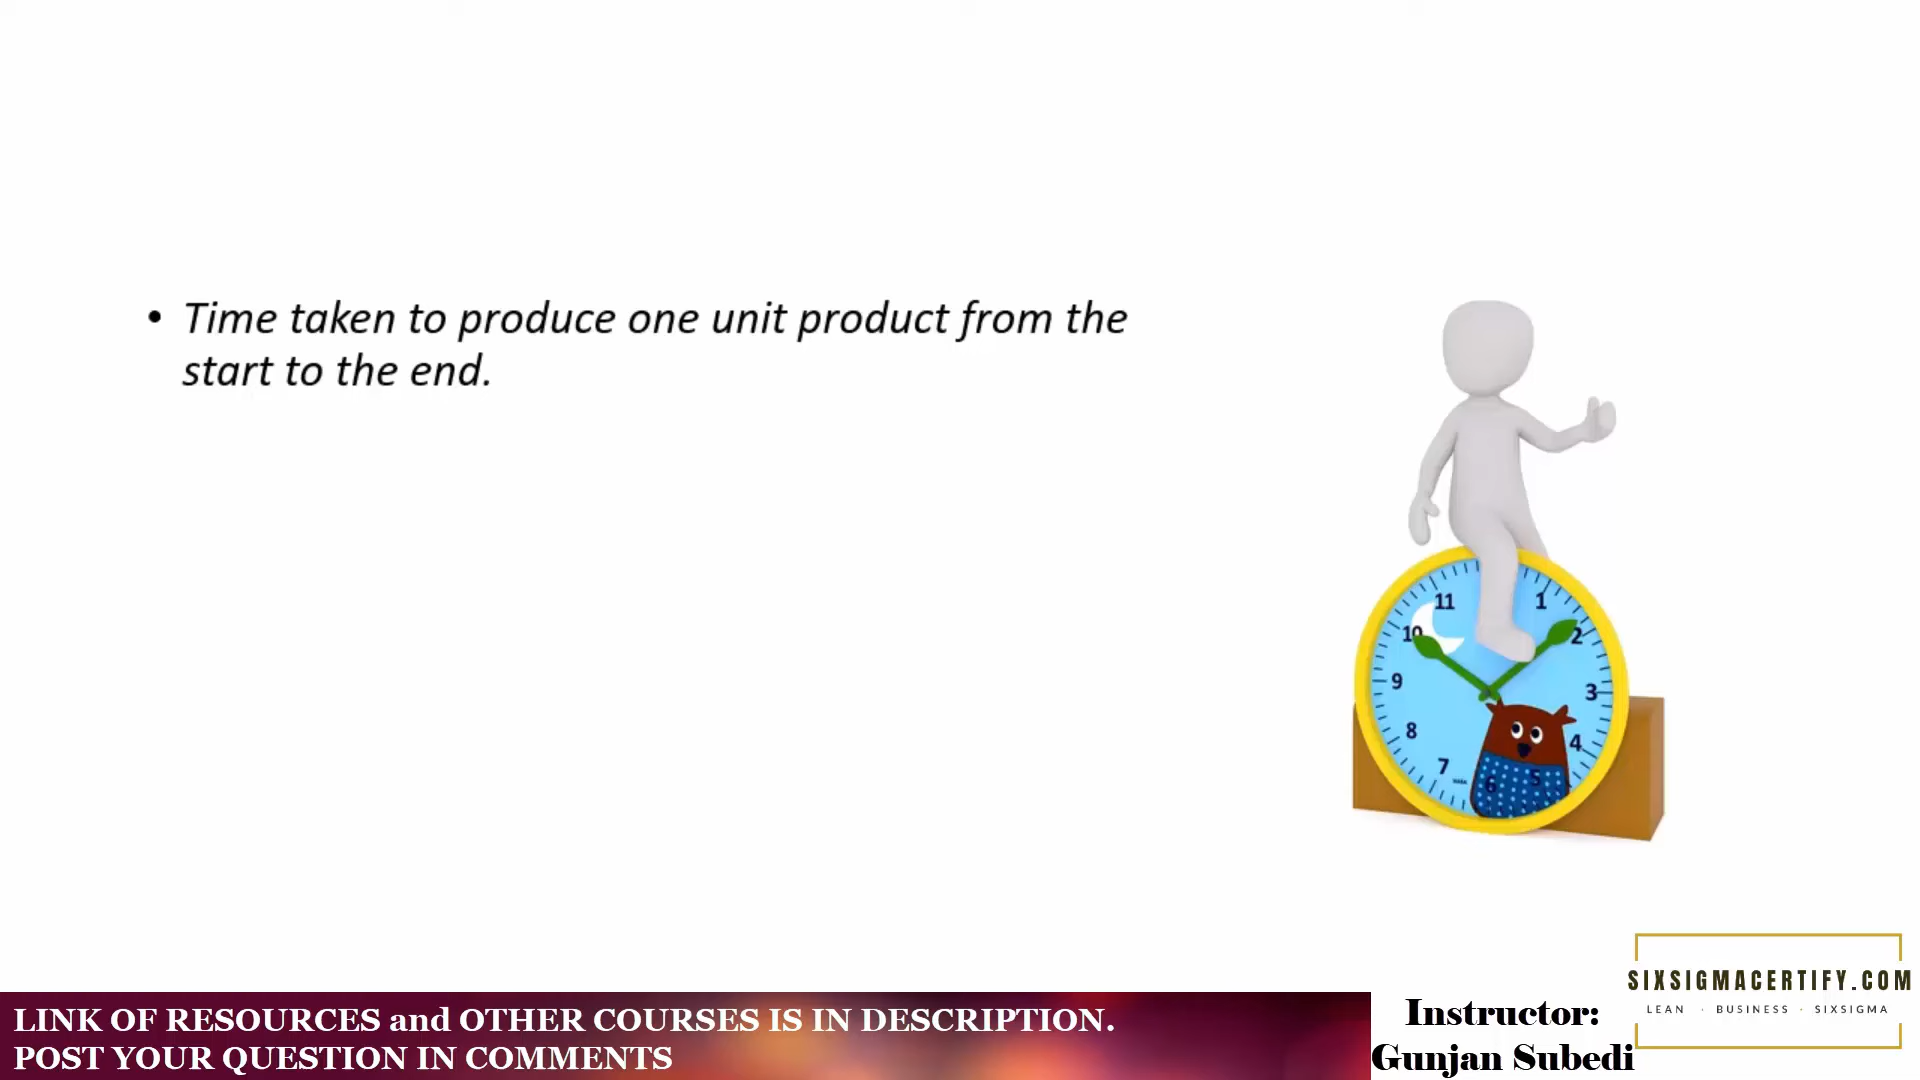 • Time taken to produce one unit product from the
start to the end.
11
1
10
2
9
3
8
4
7
6
5
SIXSIGMACERTIFY.COM
LEAN · BUSINESS · SIXSIGMA
LINK OF RESOURCES and OTHER COURSES IS IN DESCRIPTION.
POST YOUR QUESTION IN COMMENTS
Instructor:
Gunjan Subedi